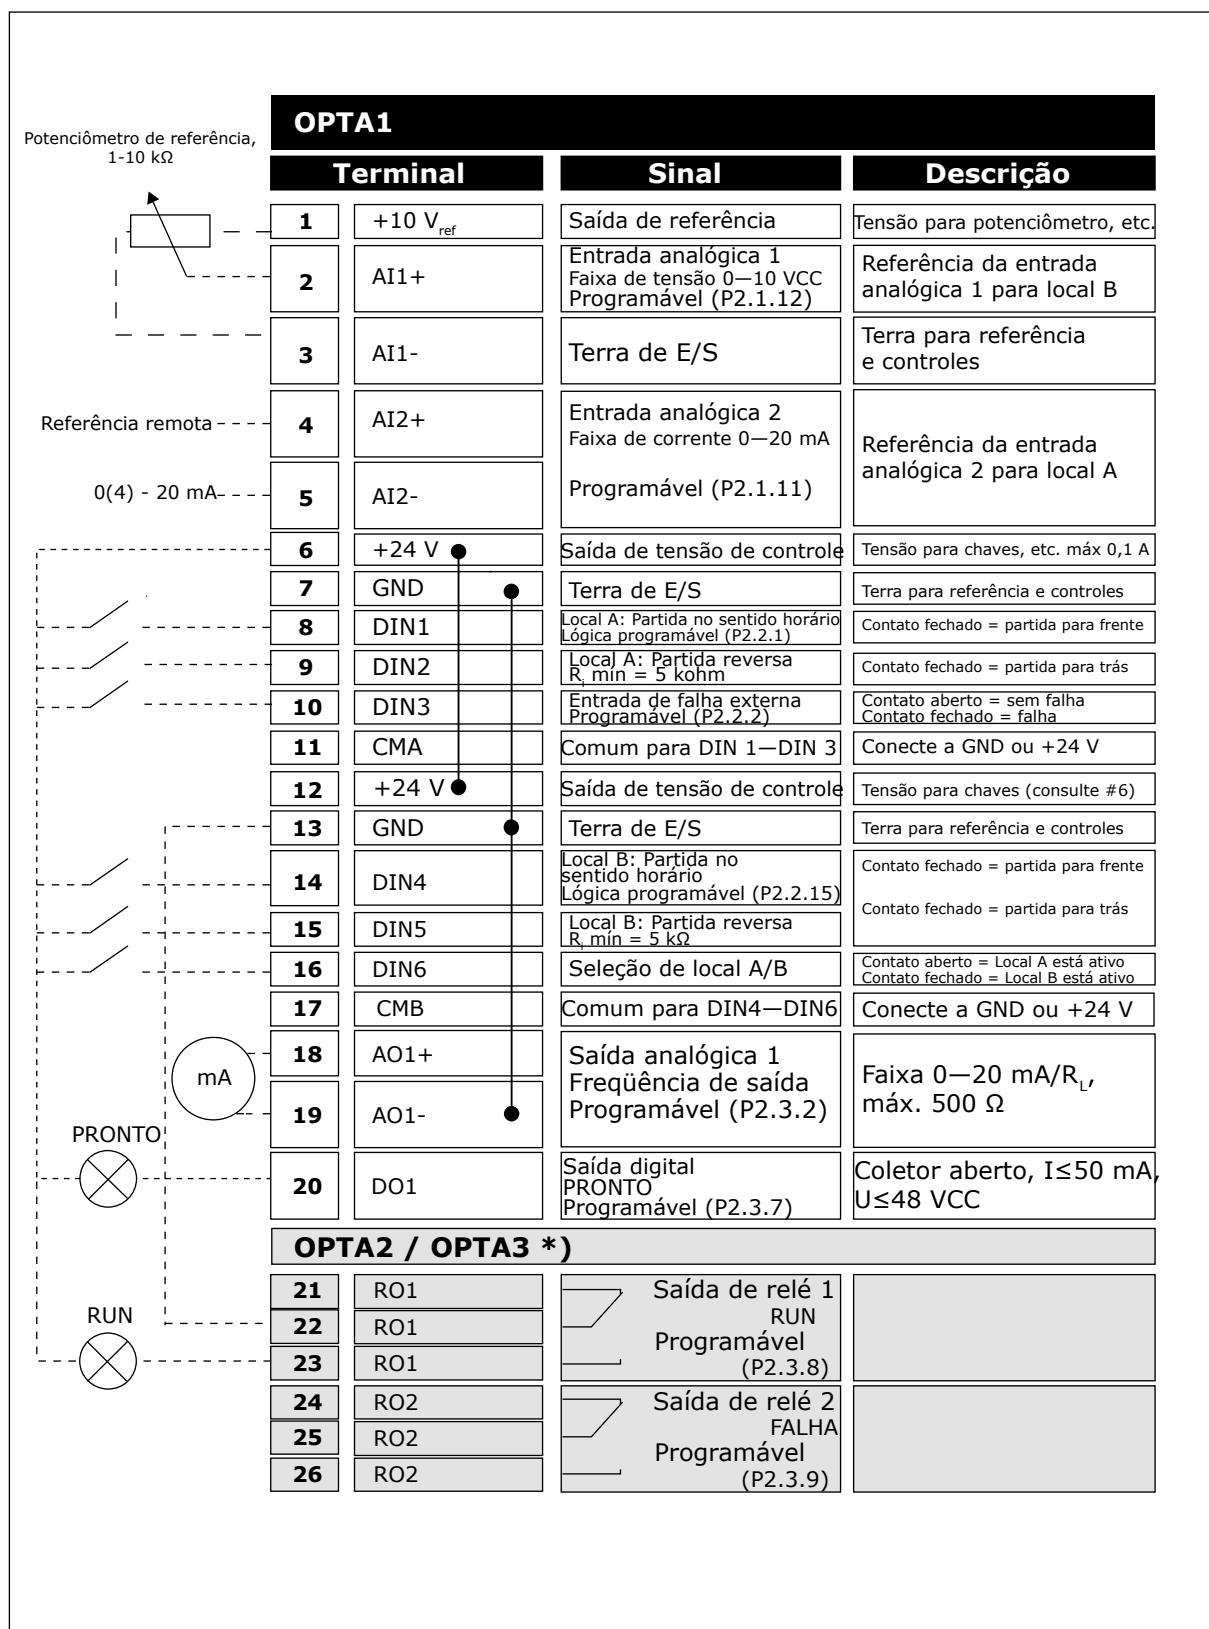 OPTA1
Potenciômetro de referência,
1-10 kΩ
Terminal Sinal Descrição
1 +10 Vref Saída de referência Tensão para potenciômetro, etc.
2 AI1+ Entrada analógica 1
Faixa de tensão 0—10 VCC
Programável (P2.1.12)
Referência da entrada
analógica 1 para local B
3 AI1- Terra de E/S
Terra para referência
e controles
Referência remota
4 AI2+ Entrada analógica 2
Faixa de corrente 0—20 mA
Programável (P2.1.11)
Referência da entrada
analógica 2 para local A
0(4) - 20 mA
5 AI2-
6 +24 V Saída de tensão de controle Tensão para chaves, etc. máx 0,1 A
7 GND Terra de E/S Terra para referência e controles
8 DIN1 Local A: Partida no sentido horário
Lógica programável (P2.2.1)
Contato fechado = partida para frente
9 DIN2 Local A: Partida reversa
Ri mín = 5 kohm
Contato fechado = partida para trás
10 DIN3 Entrada de falha externa
Programável (P2.2.2)
Contato aberto = sem falha
Contato fechado = falha
11 CMA Comum para DIN 1—DIN 3 Conecte a GND ou +24 V
12 +24 V Saída de tensão de controle Tensão para chaves (consulte #6)
13 GND Terra de E/S Terra para referência e controles
14 DIN4 Local B: Partida no
sentido horário
Lógica programável (P2.2.15)
Contato fechado = partida para frente
15 DIN5 Local B: Partida reversa
Ri mín = 5 kΩ
Contato fechado = partida para trás
16 DIN6 Seleção de local A/B
Contato aberto = Local A está ativo
Contato fechado = Local B está ativo
17 CMB Comum para DIN4—DIN6 Conecte a GND ou +24 V
mA
18 AO1+ Saída analógica 1
Freqüência de saída
Programável (P2.3.2)
Faixa 0—20 mA/RL,
máx. 500 Ω
19 AO1-
PRONTO
20 DO1 Saída digital
PRONTO
Programável (P2.3.7)
Coletor aberto, I≤50 mA,
U≤48 VCC
OPTA2 / OPTA3 *)
RUN
21 RO1 Saída de relé 1
22 RO1 RUN
Programável
23 RO1 (P2.3.8)
24 RO2 Saída de relé 2
25 RO2 FALHA
Programável
26 RO2 (P2.3.9)